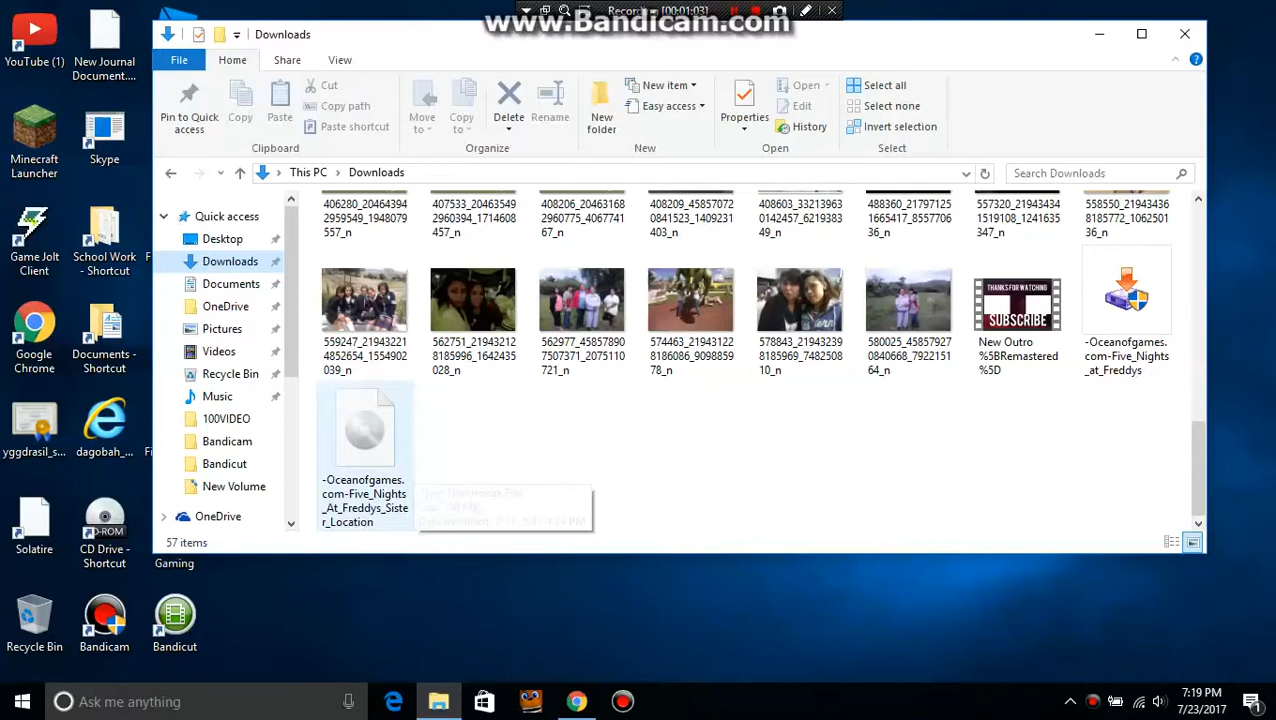 www.Bandicam.com
[00:01:03]
Downloads
File
Home
Share
View
Pin to Quick
access
Copy
Paste
Cut
Copy path
Paste shortcut
Clipboard
Move
to
Copy
to
Delete
Rename
Organize
New
folder
New item
Easy access
New
Properties
Open
Edit
History
Open
Select all
Select none
Invert selection
Select
This PC
Downloads
Search Downloads
Quick access
Desktop
Downloads
Documents
OneDrive
Pictures
Videos
Recycle Bin
Music
100VIDEO
Bandicam
Bandicut
New Volume
OneDrive
406280_20464394
2959549_1948079
557_n
407533_20463549
2960394_1714608
457_n
408206_20463168
2960775_4067741
67_n
408209_45857072
0841523_1409231
403_n
408603_33213963
0142457_6219383
49_n
488360_21797125
1665417_8557706
36_n
557320_21943434
1519108_1241635
347_n
558550_21943436
8185772_1062501
36_n
559247_21943221
4852654_1554902
039_n
562751_21943212
8185996_1642435
028_n
562977_45857890
7507371_2075110
721_n
574463_21943122
8186086_9098859
78_n
578843_21943239
8185969_7482508
10_n
580025_45857927
0840668_7922151
64_n
THANKS FOR WATCHING
SUBSCRIBE
New Outro
%5BRemastered
%5D
-Oceanofgames.
com-Five_Nights
_at_Freddys
-Oceanofgames.
com-Five_Nights
_At_Freddys_Siste
r_Location
57 items
YouTube (1)
New Journal
Document....
Minecraft
Launcher
Skype
Game Jolt
Client
School Work
- Shortcut
Google
Chrome
Documents -
Shortcut
yggdrasil_s...
dagobah_...
Solatire
CD-ROM
CD Drive -
Shortcut
Gaming
Recycle Bin
Bandicam
Bandicut
Ask me anything
7:19 PM
7/23/2017
1